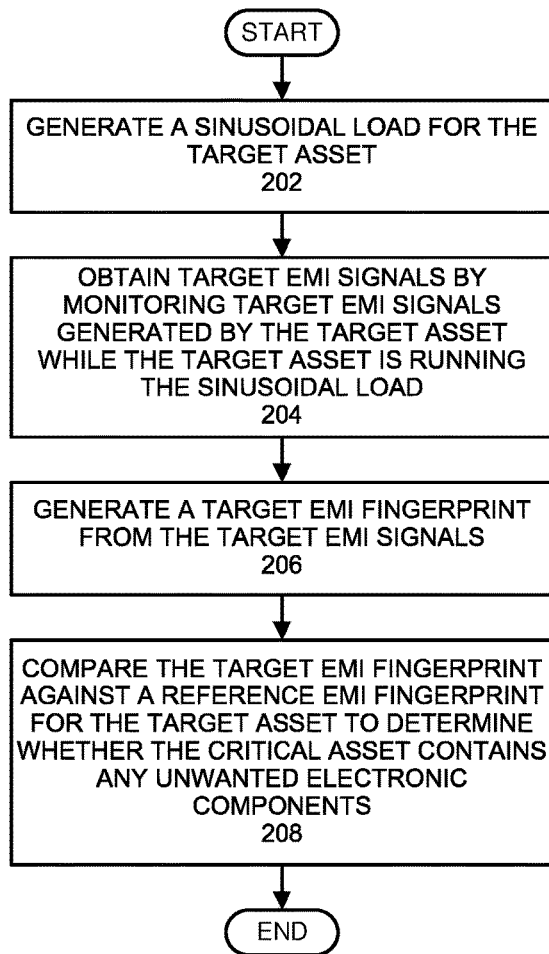 START
GENERATE A SINUSOIDAL LOAD FOR THE
TARGET ASSET
202
OBTAIN TARGET EMI SIGNALS BY
MONITORING TARGET EMI SIGNALS
GENERATED BY THE TARGET ASSET
WHILE THE TARGET ASSET IS RUNNING
THE SINUSOIDAL LOAD
204
GENERATE A TARGET EMI FINGERPRINT
FROM THE TARGET EMI SIGNALS
206
COMPARE THE TARGET EMI FINGERPRINT
AGAINST A REFERENCE EMI FINGERPRINT
FOR THE TARGET ASSET TO DETERMINE
WHETHER THE CRITICAL ASSET CONTAINS
ANY UNWANTED ELECTRONIC
COMPONENTS
208
END